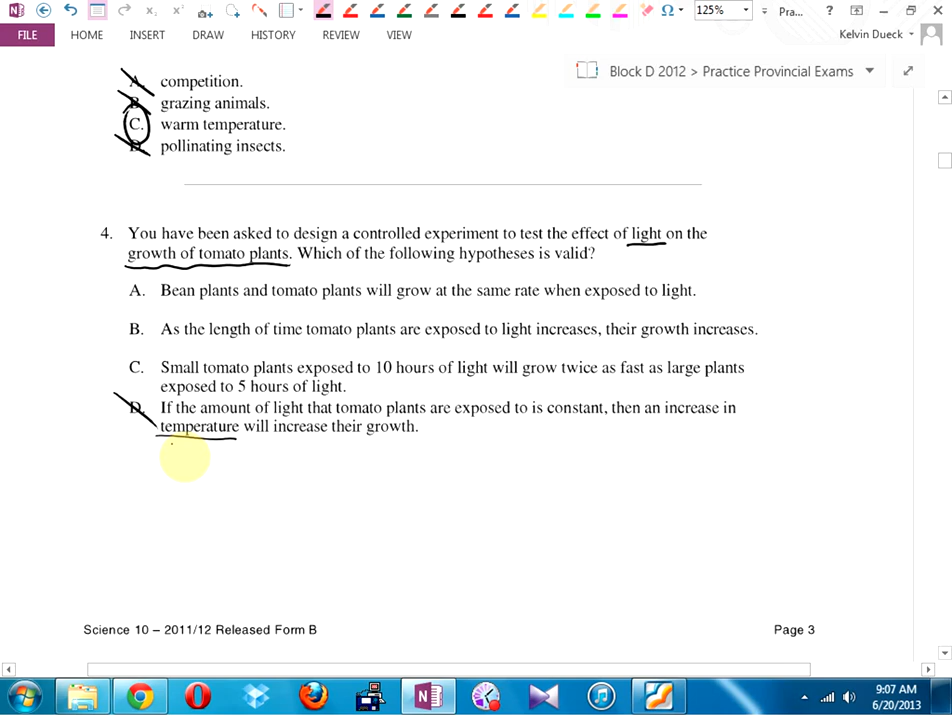 125%
Pra...
?
FILE
HOME
INSERT
DRAW
HISTORY
REVIEW
VIEW
Kelvin Dueck
Block D 2012 > Practice Provincial Exams
A. competition.
B. grazing animals.
C. warm temperature.
D. pollinating insects.
4. You have been asked to design a controlled experiment to test the effect of light on the
growth of tomato plants. Which of the following hypotheses is valid?
A. Bean plants and tomato plants will grow at the same rate when exposed to light.
B. As the length of time tomato plants are exposed to light increases, their growth increases.
C. Small tomato plants exposed to 10 hours of light will grow twice as fast as large plants
exposed to 5 hours of light.
D. If the amount of light that tomato plants are exposed to is constant, then an increase in
temperature will increase their growth.
Science 10 – 2011/12 Released Form B
Page 3
9:07 AM
6/20/2013